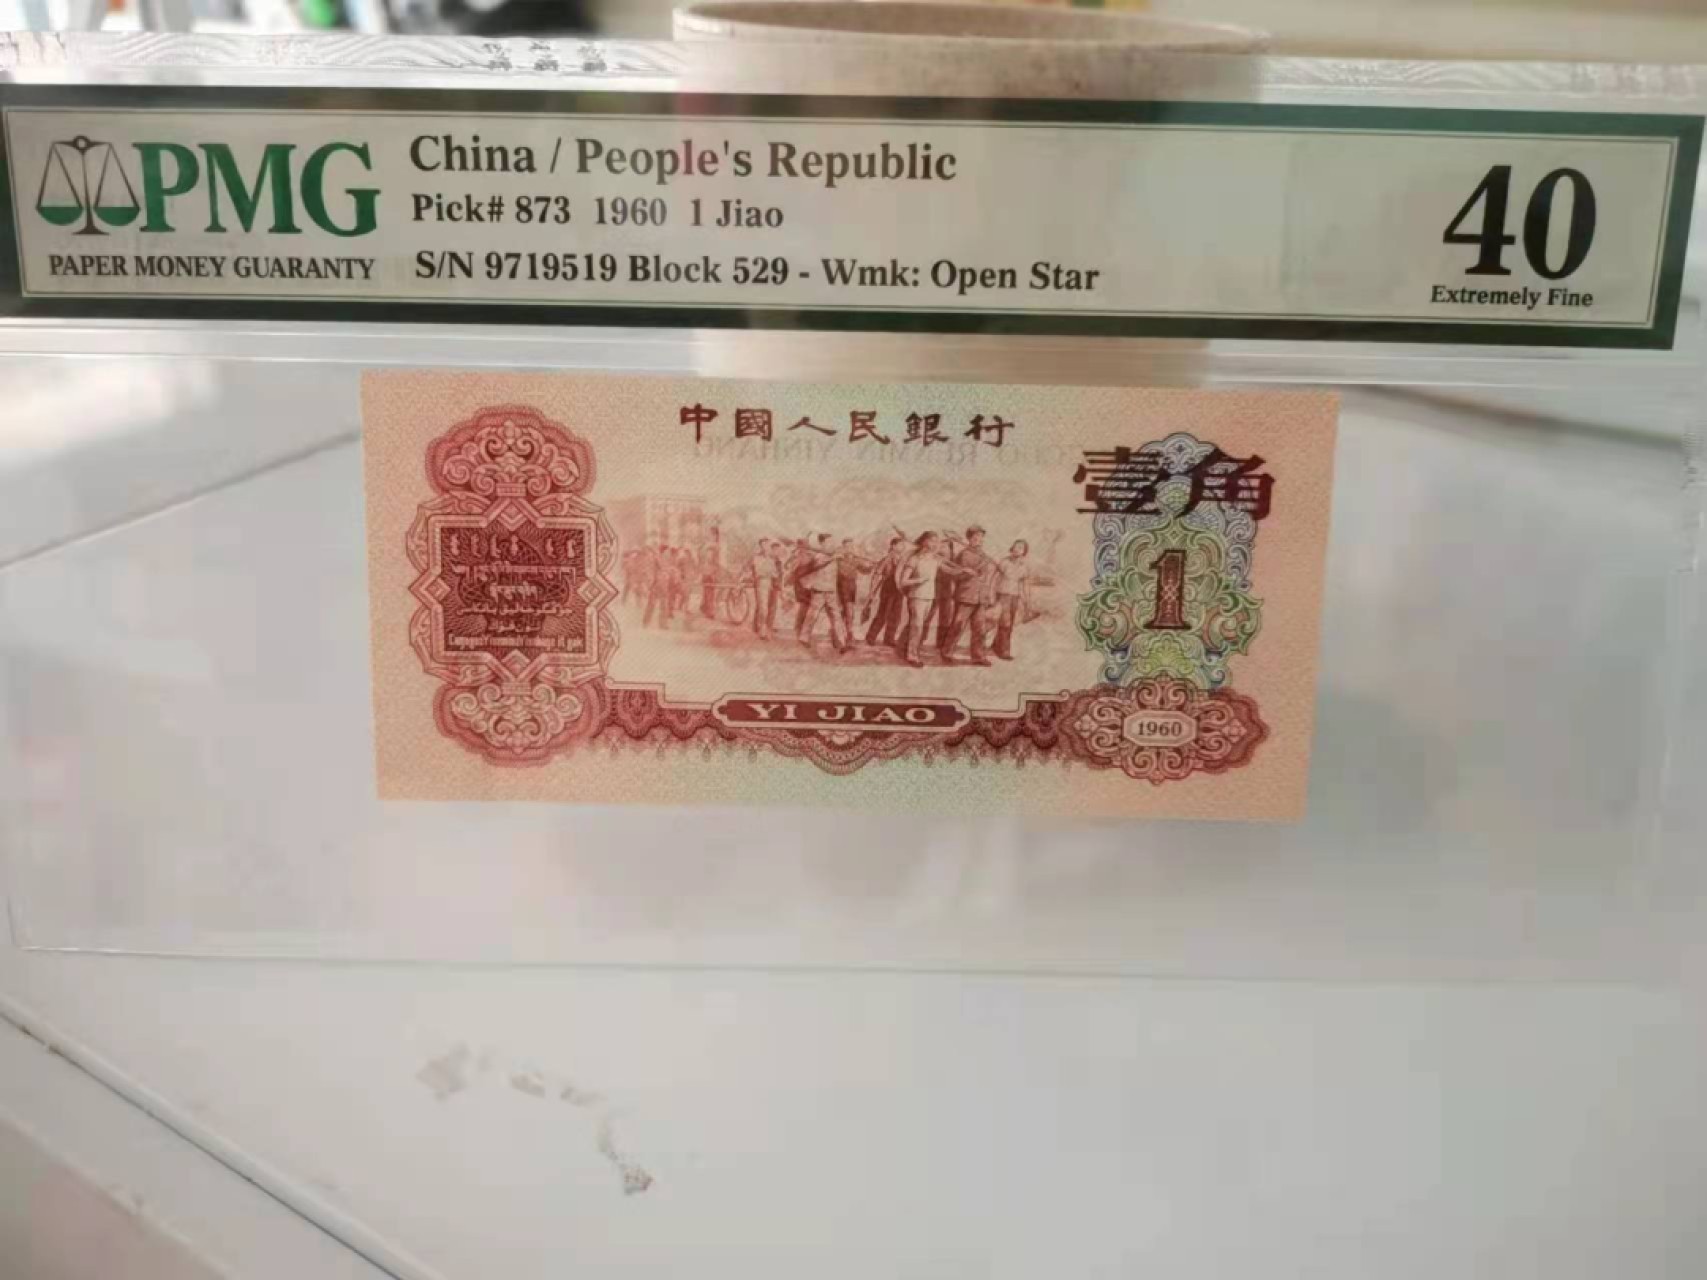 PMG
PAPER MONEY GUARANTY
China / People's Republic
Pick# 873 1960 1 Jiao
S/N 9719519 Block 529 - Wmk: Open Star
40
Extremely Fine
中國人民銀行
壹角
1
YI JIAO
1960